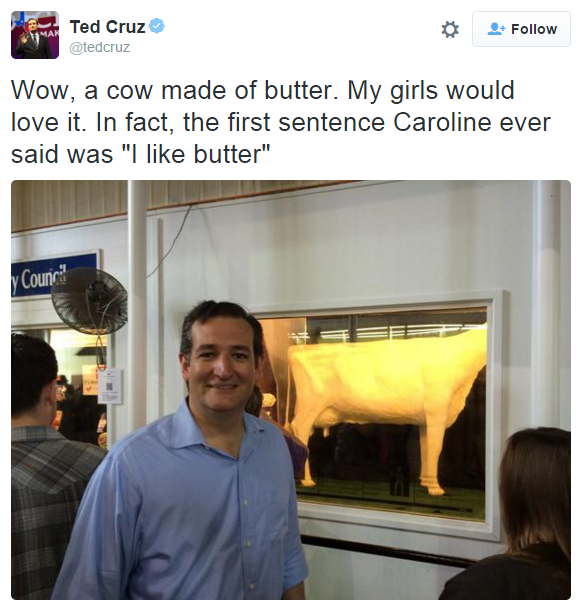 Ted Cruz
@tedcruz
Follow
Wow, a cow made of butter. My girls would
love it. In fact, the first sentence Caroline ever
said was "I like butter"
y Council